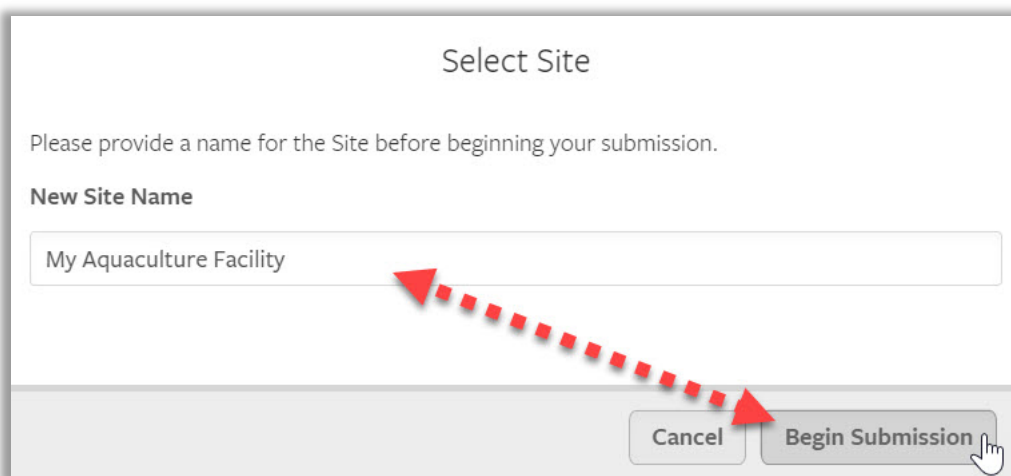 Select Site
Please provide a name for the Site before beginning your submission.
New Site Name
My Aquaculture Facility
Cancel
Begin Submission